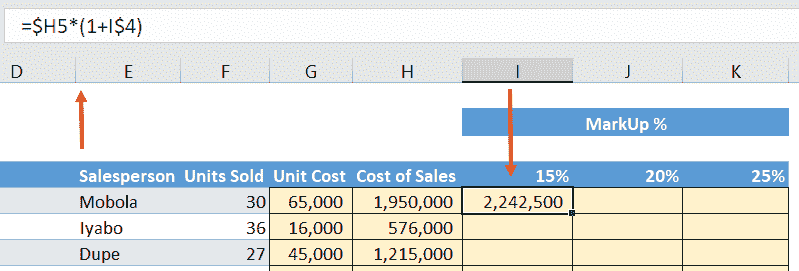 =$H5*(1+I$4)
D E F G H I J K
MarkUp %
Salesperson Units Sold Unit Cost Cost of Sales 15% 20% 25%
Mobola 30 65,000 1,950,000 2,242,500
Iyabo 36 16,000 576,000
Dupe 27 45,000 1,215,000